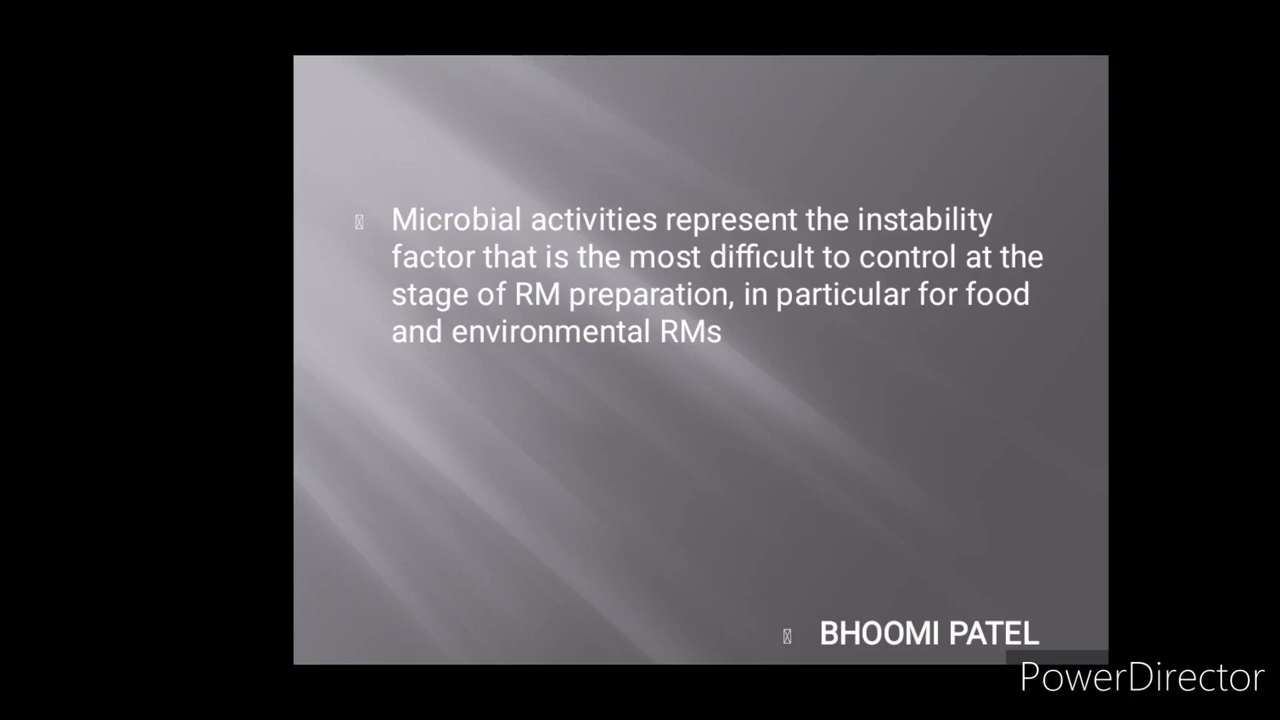 Microbial activities represent the instability
factor that is the most difficult to control at the
stage of RM preparation, in particular for food
and environmental RMs
BHOOMI PATEL
PowerDirector